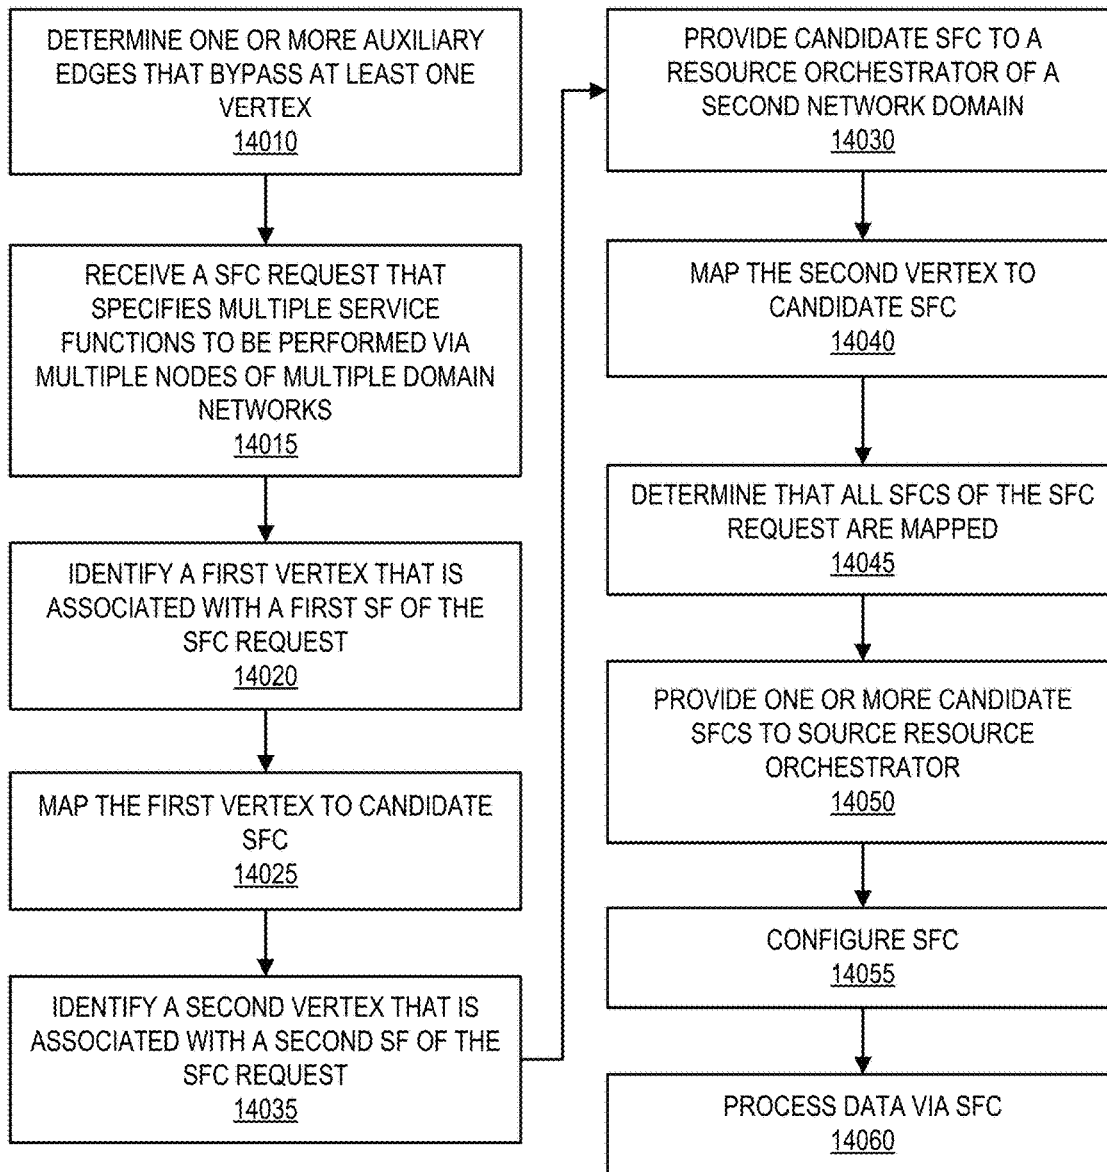 DETERMINE ONE OR MORE AUXILIARY
EDGES THAT BYPASS AT LEAST ONE
VERTEX
14010
RECEIVE A SFC REQUEST THAT
SPECIFIES MULTIPLE SERVICE
FUNCTIONS TO BE PERFORMED VIA
MULTIPLE NODES OF MULTIPLE DOMAIN
NETWORKS
14015
IDENTIFY A FIRST VERTEX THAT IS
ASSOCIATED WITH A FIRST SF OF THE
SFC REQUEST
14020
MAP THE FIRST VERTEX TO CANDIDATE
SFC
14025
IDENTIFY A SECOND VERTEX THAT IS
ASSOCIATED WITH A SECOND SF OF THE
SFC REQUEST
14035
PROVIDE CANDIDATE SFC TO A
RESOURCE ORCHESTRATOR OF A
SECOND NETWORK DOMAIN
14030
MAP THE SECOND VERTEX TO
CANDIDATE SFC
14040
DETERMINE THAT ALL SFCS OF THE SFC
REQUEST ARE MAPPED
14045
PROVIDE ONE OR MORE CANDIDATE
SFCS TO SOURCE RESOURCE
ORCHESTRATOR
14050
CONFIGURE SFC
14055
PROCESS DATA VIA SFC
14060